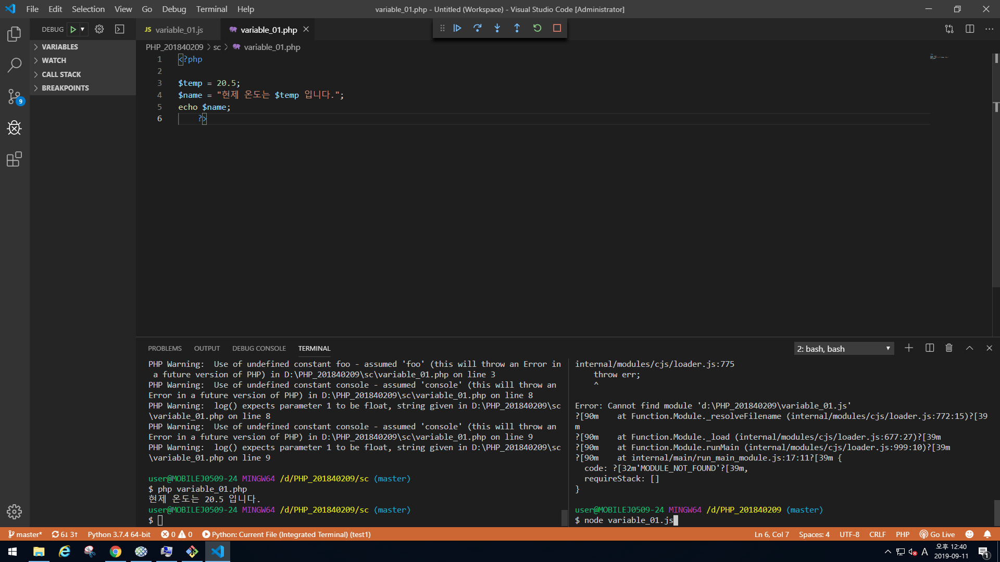 File Edit Selection View Go Debug Terminal Help
variable_01.php - Untitled (Workspace) - Visual Studio Code [Administrator]
DEBUG
JS variable_01.js
variable_01.php
VARIABLES
WATCH
CALL STACK
BREAKPOINTS
9
PHP_201840209 > sc > variable_01.php
1 <?php
2
3 $temp = 20.5;
4 $name = "현제 온도는 $temp 입니다.";
5 echo $name;
6 ?>
PROBLEMS OUTPUT DEBUG CONSOLE TERMINAL
2: bash, bash
PHP Warning:  Use of undefined constant foo - assumed 'foo' (this will throw an Error in
 a future version of PHP) in D:\PHP_201840209\sc\variable_01.php on line 3
PHP Warning:  Use of undefined constant console - assumed 'console' (this will throw an
Error in a future version of PHP) in D:\PHP_201840209\sc\variable_01.php on line 8
PHP Warning:  log() expects parameter 1 to be float, string given in D:\PHP_201840209\sc
\variable_01.php on line 8
PHP Warning:  Use of undefined constant console - assumed 'console' (this will throw an
Error in a future version of PHP) in D:\PHP_201840209\sc\variable_01.php on line 9
PHP Warning:  log() expects parameter 1 to be float, string given in D:\PHP_201840209\sc
\variable_01.php on line 9
user@MOBILEJ0509-24 MINGW64 /d/PHP_201840209/sc (master)
$ php variable_01.php
현제 온도는 20.5 입니다.
user@MOBILEJ0509-24 MINGW64 /d/PHP_201840209/sc (master)
$
internal/modules/cjs/loader.js:775
    throw err;
    ^
Error: Cannot find module 'd:\PHP_201840209\variable_01.js'
?[90m    at Function.Module._resolveFilename (internal/modules/cjs/loader.js:772:15)?[39
m
?[90m    at Function.Module._load (internal/modules/cjs/loader.js:677:27)?[39m
?[90m    at Function.Module.runMain (internal/modules/cjs/loader.js:999:10)?[39m
?[90m    at internal/main/run_main_module.js:17:11?[39m {
  code: ?[32m'MODULE_NOT_FOUND'?[39m,
  requireStack: []
}
user@MOBILEJ0509-24 MINGW64 /d/PHP_201840209 (master)
$ node variable_01.js
master* 6↓ 3↑ Python 3.7.4 64-bit 0 0 Python: Current File (Integrated Terminal) (test1)
Ln 6, Col 7 Spaces: 4 UTF-8 CRLF PHP Go Live
A
오후 12:40
2019-09-11
1